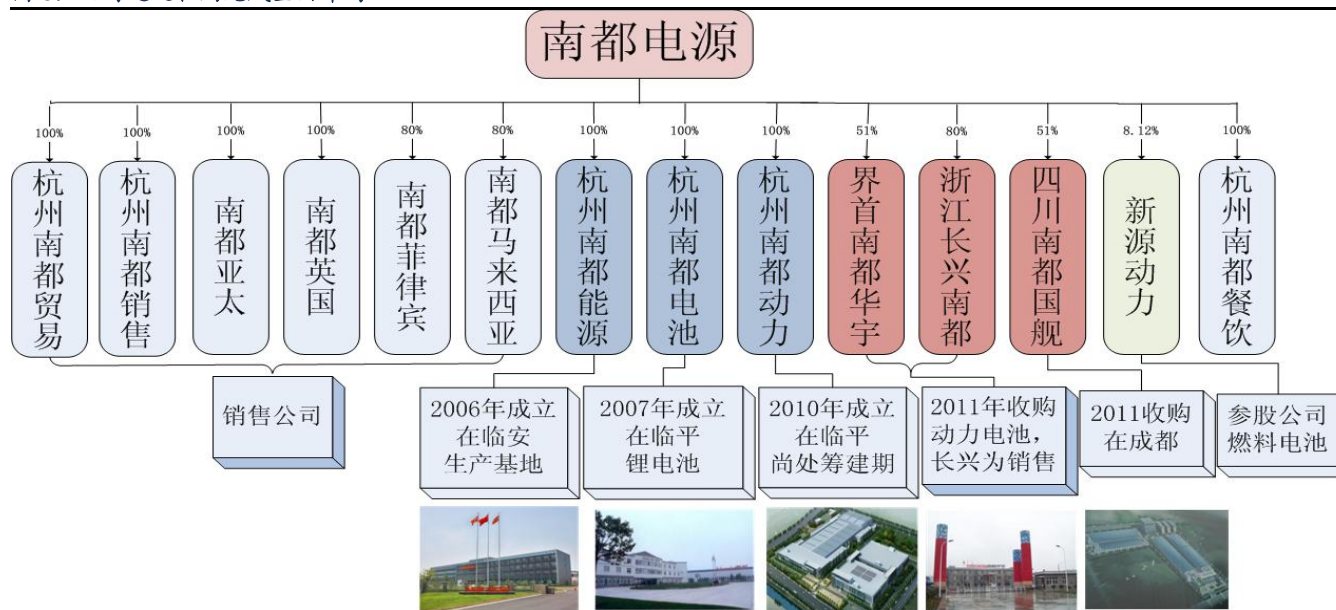 南都电源
100%
100%
100%
100%
80%
80%
100%
100%
100%
51%
80%
51%
8.12%
100%
杭州南都贸易
杭州南都销售
南都亚太
南都英国
南都菲律宾
南都马来西亚
杭州南都能源
杭州南都电池
杭州南都动力
界首南都华宇
浙江长兴南都
四川南都国舰
新源动力
杭州南都餐饮
销售公司
2006年成立
在临安
生产基地
2007年成立
在临平
锂电池
2010年成立
在临平
尚处筹建期
2011年收购
动力电池，
长兴为销售
2011收购
在成都
参股公司
燃料电池